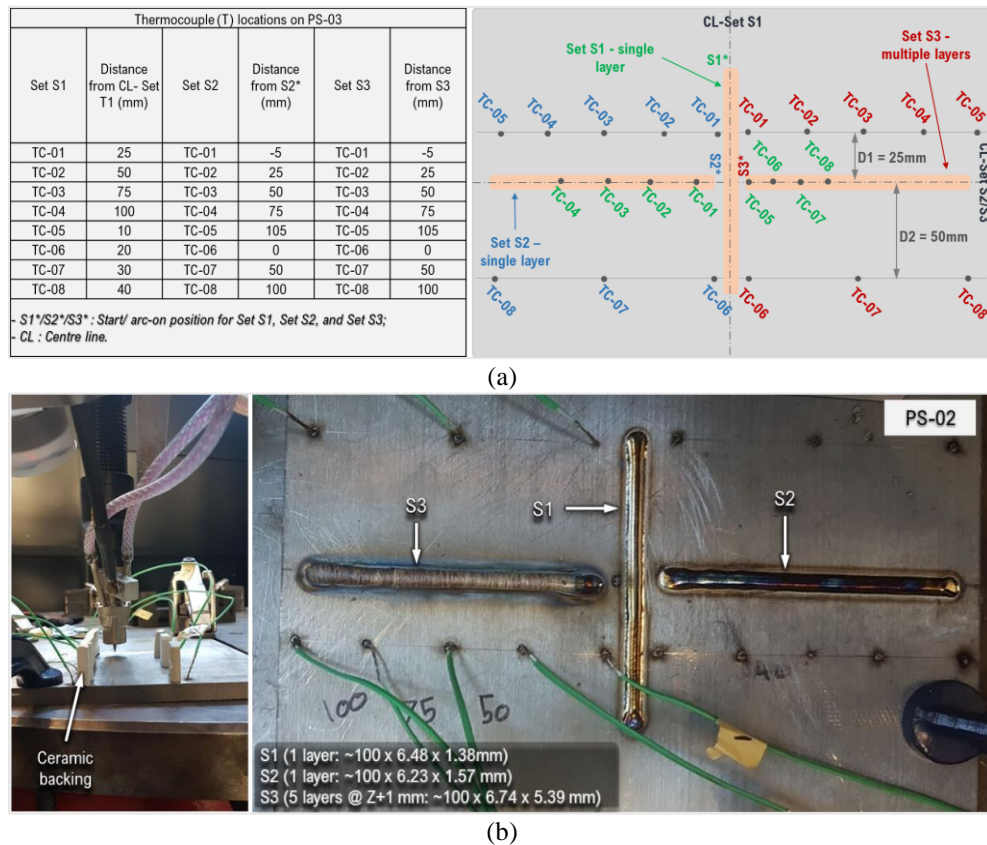 Thermocouple (T) locations on PS-03
Set S1
Distance from CL- Set T1 (mm)
Set S2
Distance from S2* (mm)
Set S3
Distance from S3 (mm)
TC-01 25 TC-01 -5 TC-01 -5
TC-02 50 TC-02 25 TC-02 25
TC-03 75 TC-03 50 TC-03 50
TC-04 100 TC-04 75 TC-04 75
TC-05 10 TC-05 105 TC-05 105
TC-06 20 TC-06 0 TC-06 0
TC-07 30 TC-07 50 TC-07 50
TC-08 40 TC-08 100 TC-08 100
- S1*/S2*/S3* : Start/ arc-on position for Set S1, Set S2, and Set S3;
- CL : Centre line.
CL-Set S1
Set S1 - single
layer
S1*
Set S3 -
multiple layers
TC-05
TC-04
TC-03
TC-02
TC-01
TC-01
TC-02
TC-03
TC-04
TC-05
S2*
S3*
TC-06
TC-08
D1 = 25mm
CL-Set S2/S3
TC-04
TC-03
TC-02
TC-01
TC-05
TC-07
Set S2 –
single layer
D2 = 50mm
TC-08
TC-07
TC-06
TC-06
TC-07
TC-08
(a)
PS-02
S3
S1
S2
100
75
50
Ceramic
backing
S1 (1 layer: ~100 x 6.48 x 1.38mm)
S2 (1 layer: ~100 x 6.23 x 1.57 mm)
S3 (5 layers @ Z+1 mm: ~100 x 6.74 x 5.39 mm)
(b)